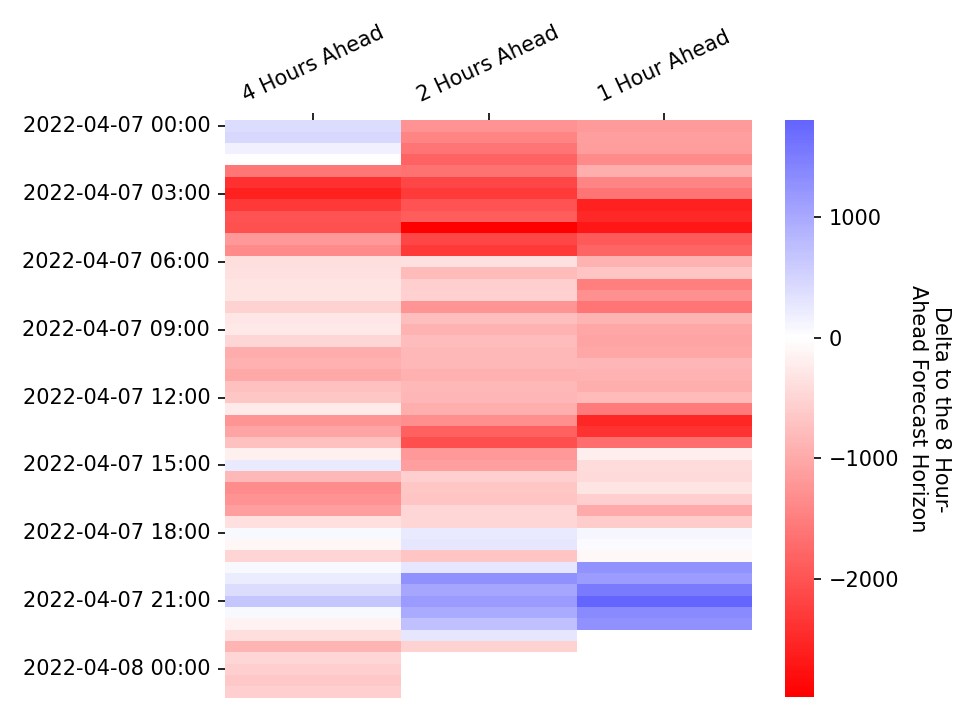 4 Hours Ahead
2 Hours Ahead
1 Hour Ahead
2022-04-07 00:00
2022-04-07 03:00
2022-04-07 06:00
2022-04-07 09:00
2022-04-07 12:00
2022-04-07 15:00
2022-04-07 18:00
2022-04-07 21:00
2022-04-08 00:00
1000
0
−1000
−2000
Delta to the 8 Hour-
Ahead Forecast Horizon